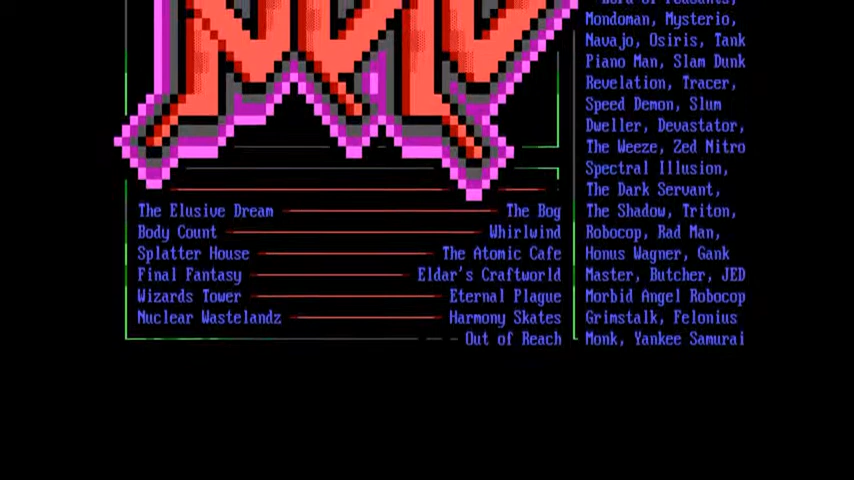 Lord of Peasants,
Mondoman, Mysterio,
Navajo, Osiris, Tank
Piano Man, Slam Dunk
Revelation, Tracer,
Speed Demon, Slum
Dweller, Devastator,
The Weeze, Zed Nitro
Spectral Illusion,
The Dark Servant,
The Shadow, Triton,
Robocop, Rad Man,
Honus Wagner, Gank
Master, Butcher, JED
Morbid Angel Robocop
Grimstalk, Felonius
Monk, Yankee Samurai
The Elusive Dream The Bog
Body Count Whirlwind
Splatter House The Atomic Cafe
Final Fantasy Eldar's Craftworld
Wizards Tower Eternal Plague
Nuclear Wastelandz Harmony Skates
Out of Reach